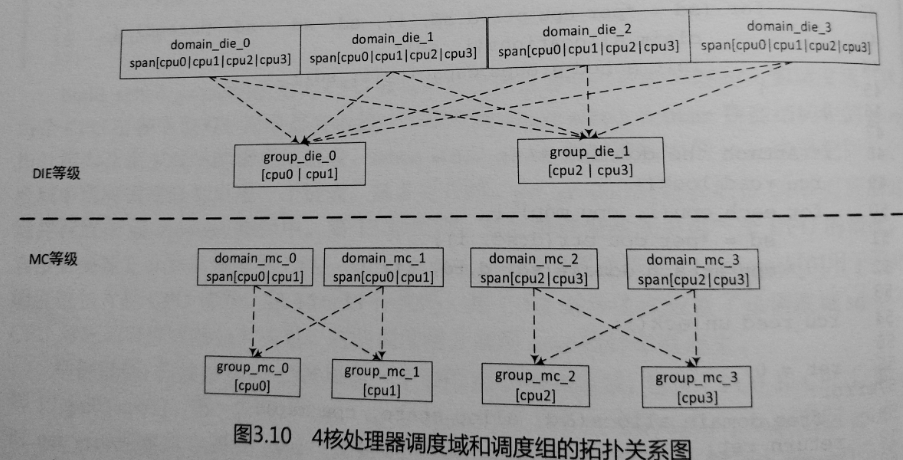 domain_die_0
span[cpu0|cpu1|cpu2|cpu3]
domain_die_1
span[cpu0|cpu1|cpu2|cpu3]
domain_die_2
span[cpu0|cpu1|cpu2|cpu3]
domain_die_3
span[cpu0|cpu1|cpu2|cpu3]
group_die_0
[cpu0 | cpu1]
group_die_1
[cpu2 | cpu3]
DIE等级
MC等级
domain_mc_0
span[cpu0|cpu1]
domain_mc_1
span[cpu0|cpu1]
domain_mc_2
span[cpu2|cpu3]
domain_mc_3
span[cpu2|cpu3]
group_mc_0
[cpu0]
group_mc_1
[cpu1]
group_mc_2
[cpu2]
group_mc_3
[cpu3]
图3.10 4核处理器调度域和调度组的拓扑关系图